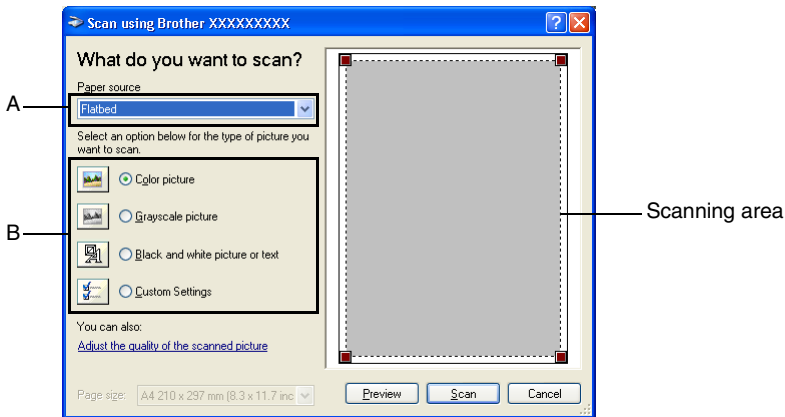 Scan using Brother XXXXXXXXX
What do you want to scan?
Paper source
A
Flatbed
Select an option below for the type of picture you
want to scan.
Color picture
Grayscale picture
B
Black and white picture or text
Custom Settings
You can also:
Adjust the quality of the scanned picture
Page size:
A4 210 x 297 mm (8.3 x 11.7 inc
Scanning area
Preview
Scan
Cancel